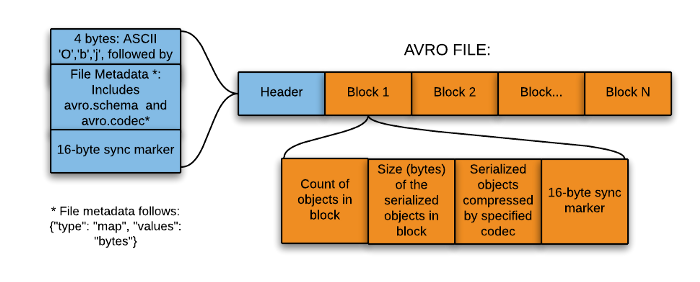 4 bytes: ASCII
'O','b','j', followed by
File Metadata *:
Includes
avro.schema and
avro.codec*
16-byte sync marker
* File metadata follows:
{"type": "map", "values":
"bytes"}
AVRO FILE:
Header
Block 1
Block 2
Block...
Block N
Count of
objects in
block
Size (bytes)
of the
serialized
objects in
block
Serialized
objects
compressed
by specified
codec
16-byte sync
marker